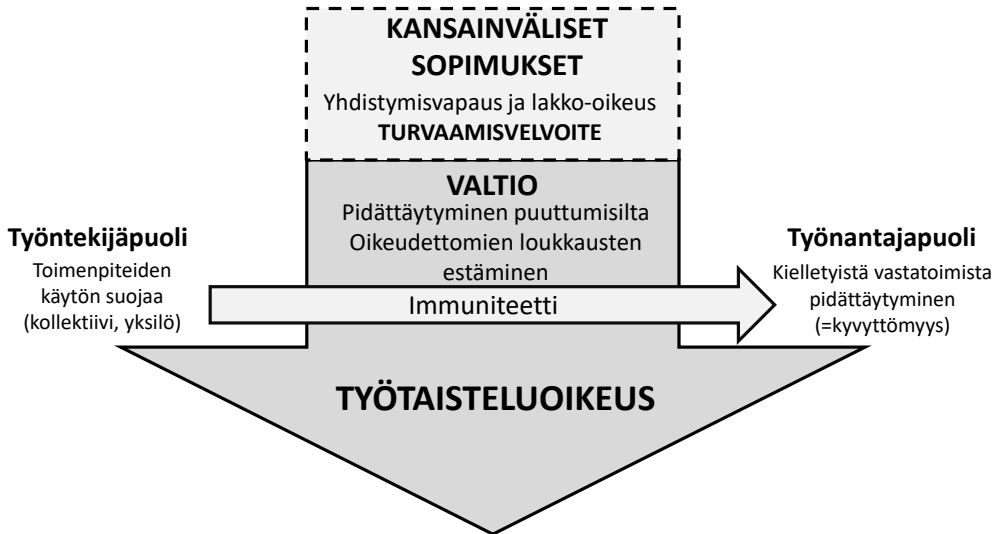 KANSAINVÄLISET
SOPIMUKSET
Yhdistymisvapaus ja lakko-oikeus
TURVAAMISVELVOITE
VALTIO
Pidättäytyminen puuttumisilta
Oikeudettomien loukkausten
estäminen
Työntekijäpuoli
Toimenpiteiden
käytön suojaa
(kollektiivi, yksilö)
Immuniteetti
Työnantajapuoli
Kielletyistä vastatoimista
pidättäytyminen
(=kyvyttömyys)
TYÖTAISTELUOIKEUS